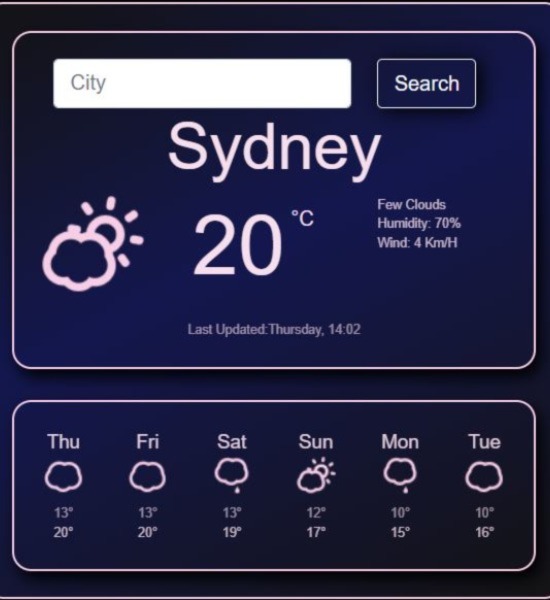 City
Search
Sydney
20 °C
Few Clouds
Humidity: 70%
Wind: 4 Km/H
Last Updated:Thursday, 14:02
Thu Fri Sat Sun Mon Tue
13° 13° 13° 12° 10° 10°
20° 20° 19° 17° 15° 16°